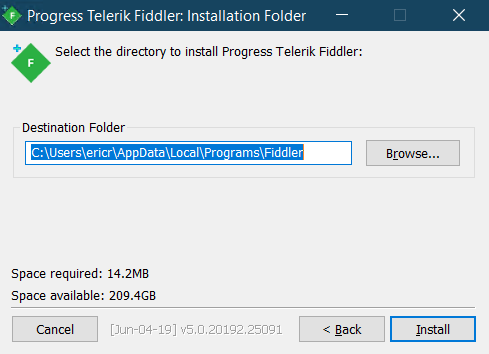 Progress Telerik Fiddler: Installation Folder
F
Select the directory to install Progress Telerik Fiddler:
F
Destination Folder
C:\Users\ericr\AppData\Local\Programs\Fiddler
Browse...
Space required: 14.2MB
Space available: 209.4GB
Cancel
[Jun-04-19] v5.0.20192.25091
< Back
Install